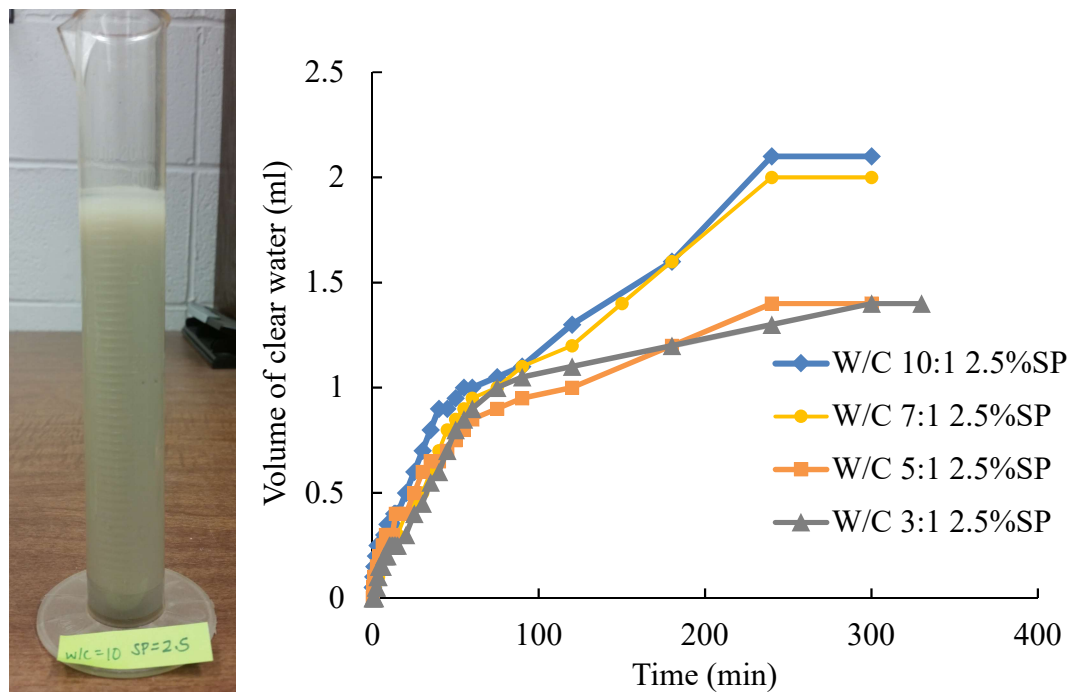 w/c=10 SP=2.5
2.5
2
1.5
1
0.5
0
Volume of clear water (ml)
0 100 200 300 400
Time (min)
W/C 10:1 2.5%SP
W/C 7:1 2.5%SP
W/C 5:1 2.5%SP
W/C 3:1 2.5%SP